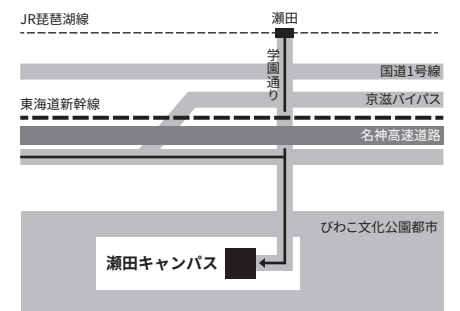 JR琵琶湖線
瀬田
学園通り
国道1号線
京滋バイパス
東海道新幹線
名神高速道路
びわこ文化公園都市
瀬田キャンパス